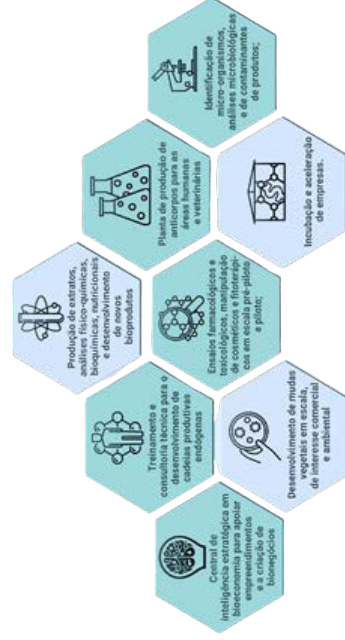 Produção de extratos,
análises físico-químicas,
bioquímicas, nutricionais
e desenvolvimento
de novos
bioprodutos
Treinamento e
consultoria técnica para o
desenvolvimento de
cadeias produtivas
endógenas
Planta de produção de
anticorpos para as
áreas humanas
e veterinárias
Central de
inteligência estratégica em
bioeconomia para apoiar
empreendimentos
e a criação de
bionegócios
Ensaios farmacológicos e
toxicológicos, manipulação
de cosméticos e fitoterápi-
cos em escala pré-piloto
e piloto;
Identificação de
micro-organismos,
análises microbiológicas
e de contaminantes
de produtos;
Desenvolvimento de mudas
vegetais em escala,
de interesse comercial
e ambiental
Incubação e aceleração
de empresas.